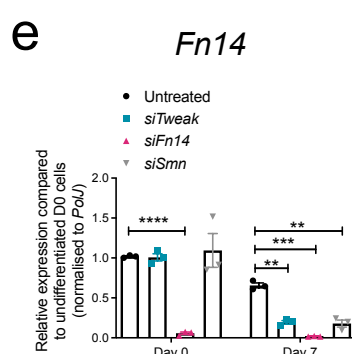 e
Fn14
Untreated
siTweak
siFn14
siSmn
Relative expression compared
to undifferentiated D0 cells
(normalised to PolJ)
2.0
1.5
1.0
0.5
0.0
****
**
***
**
Day 0
Day 7